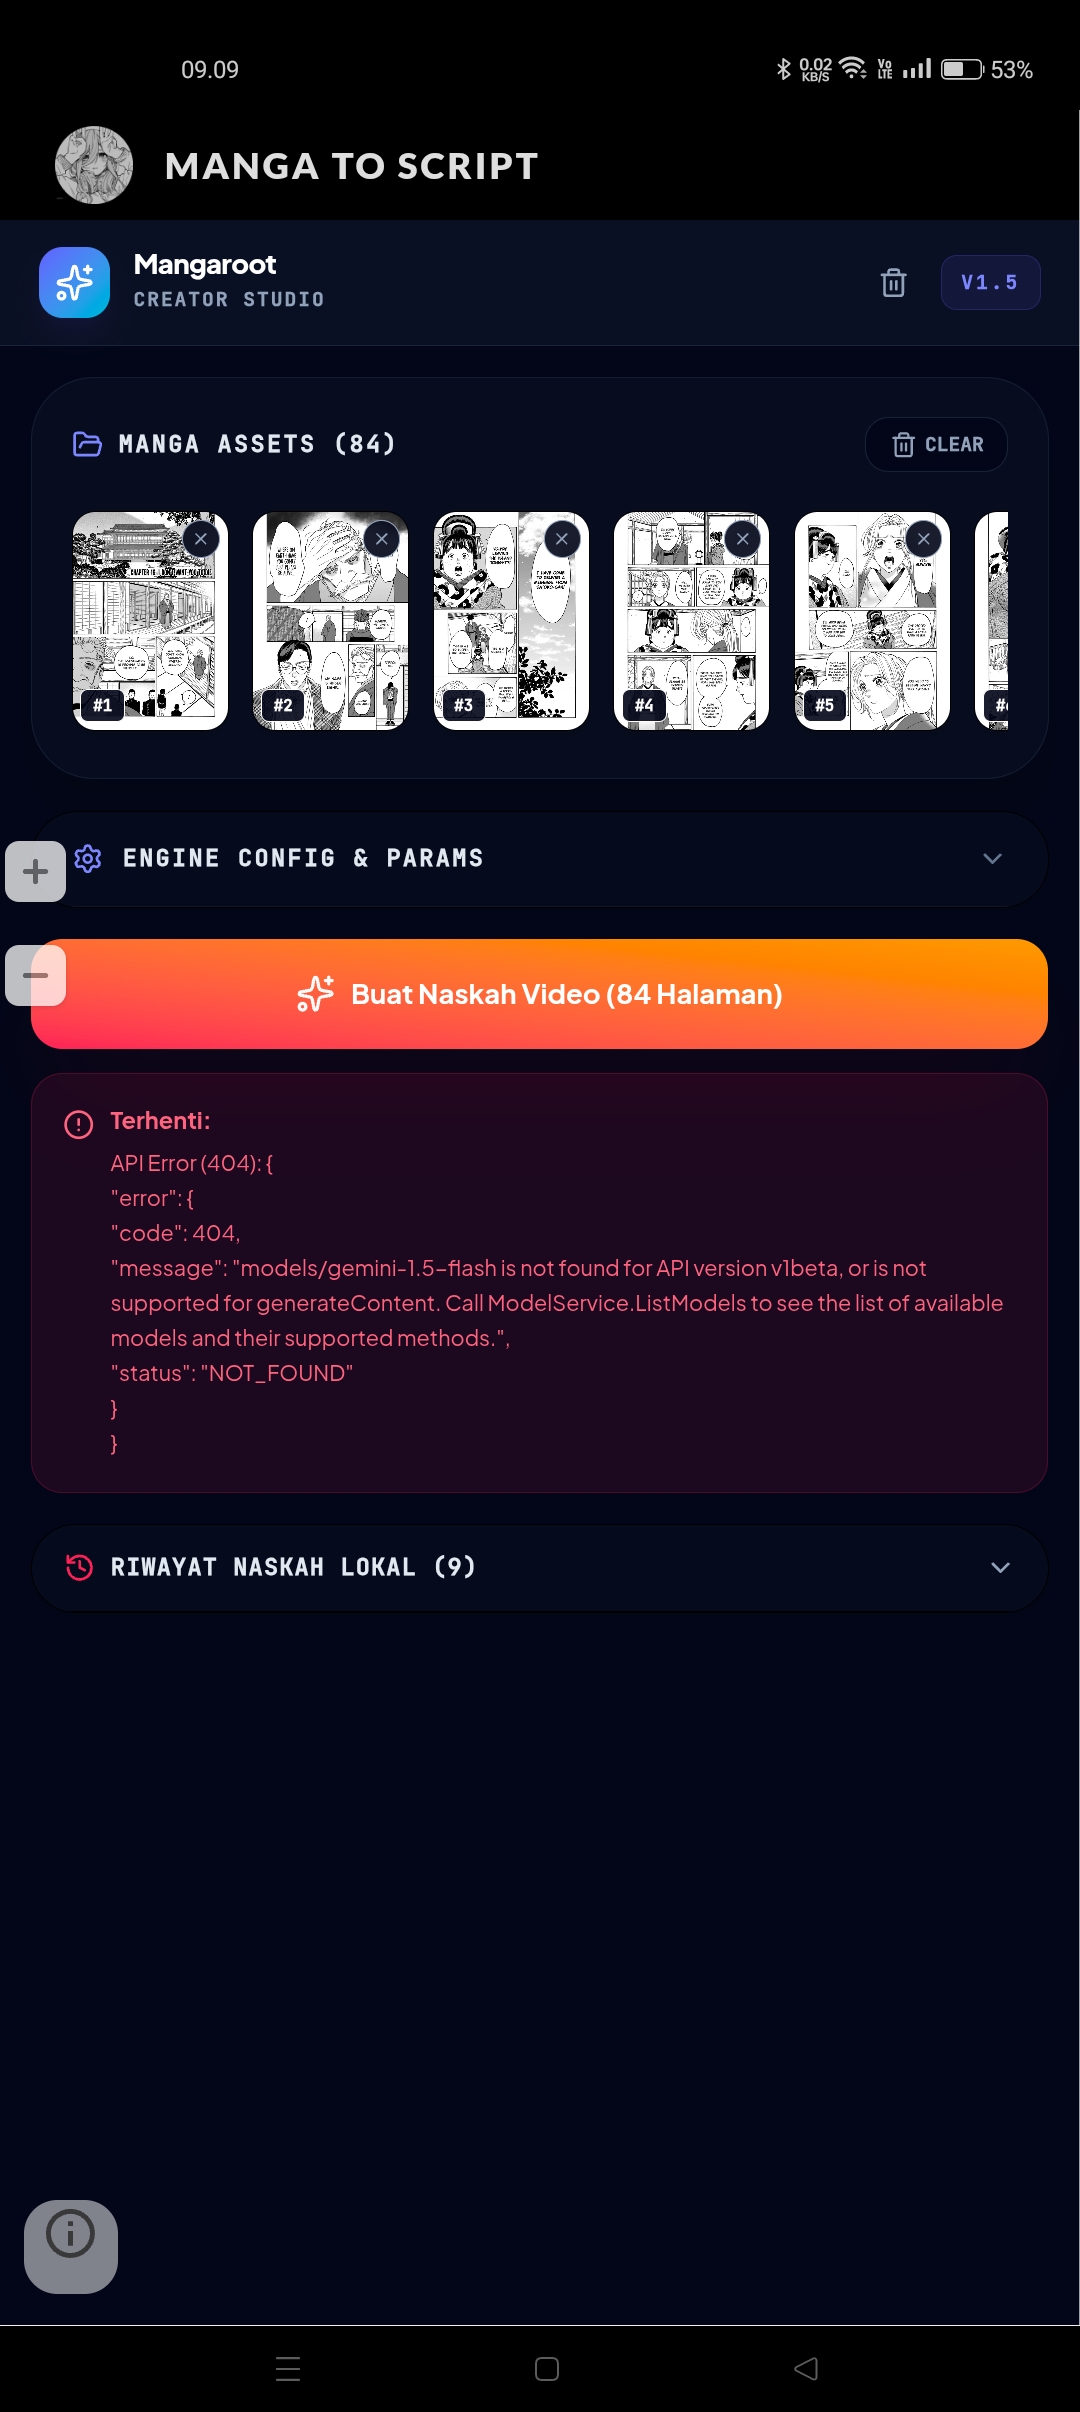 09.09
0.02
KB/S
Vo
LTE
53%
MANGA TO SCRIPT
Mangaroot
CREATOR STUDIO
V1.5
MANGA ASSETS (84)
CLEAR
#1
#2
#3
#4
#5
ENGINE CONFIG & PARAMS
Buat Naskah Video (84 Halaman)
Terhenti:
API Error (404): {
"error": {
"code": 404,
"message": "models/gemini-1.5-flash is not found for API version v1beta, or is not
supported for generateContent. Call ModelService.ListModels to see the list of available
models and their supported methods.",
"status": "NOT_FOUND"
}
}
RIWAYAT NASKAH LOKAL (9)